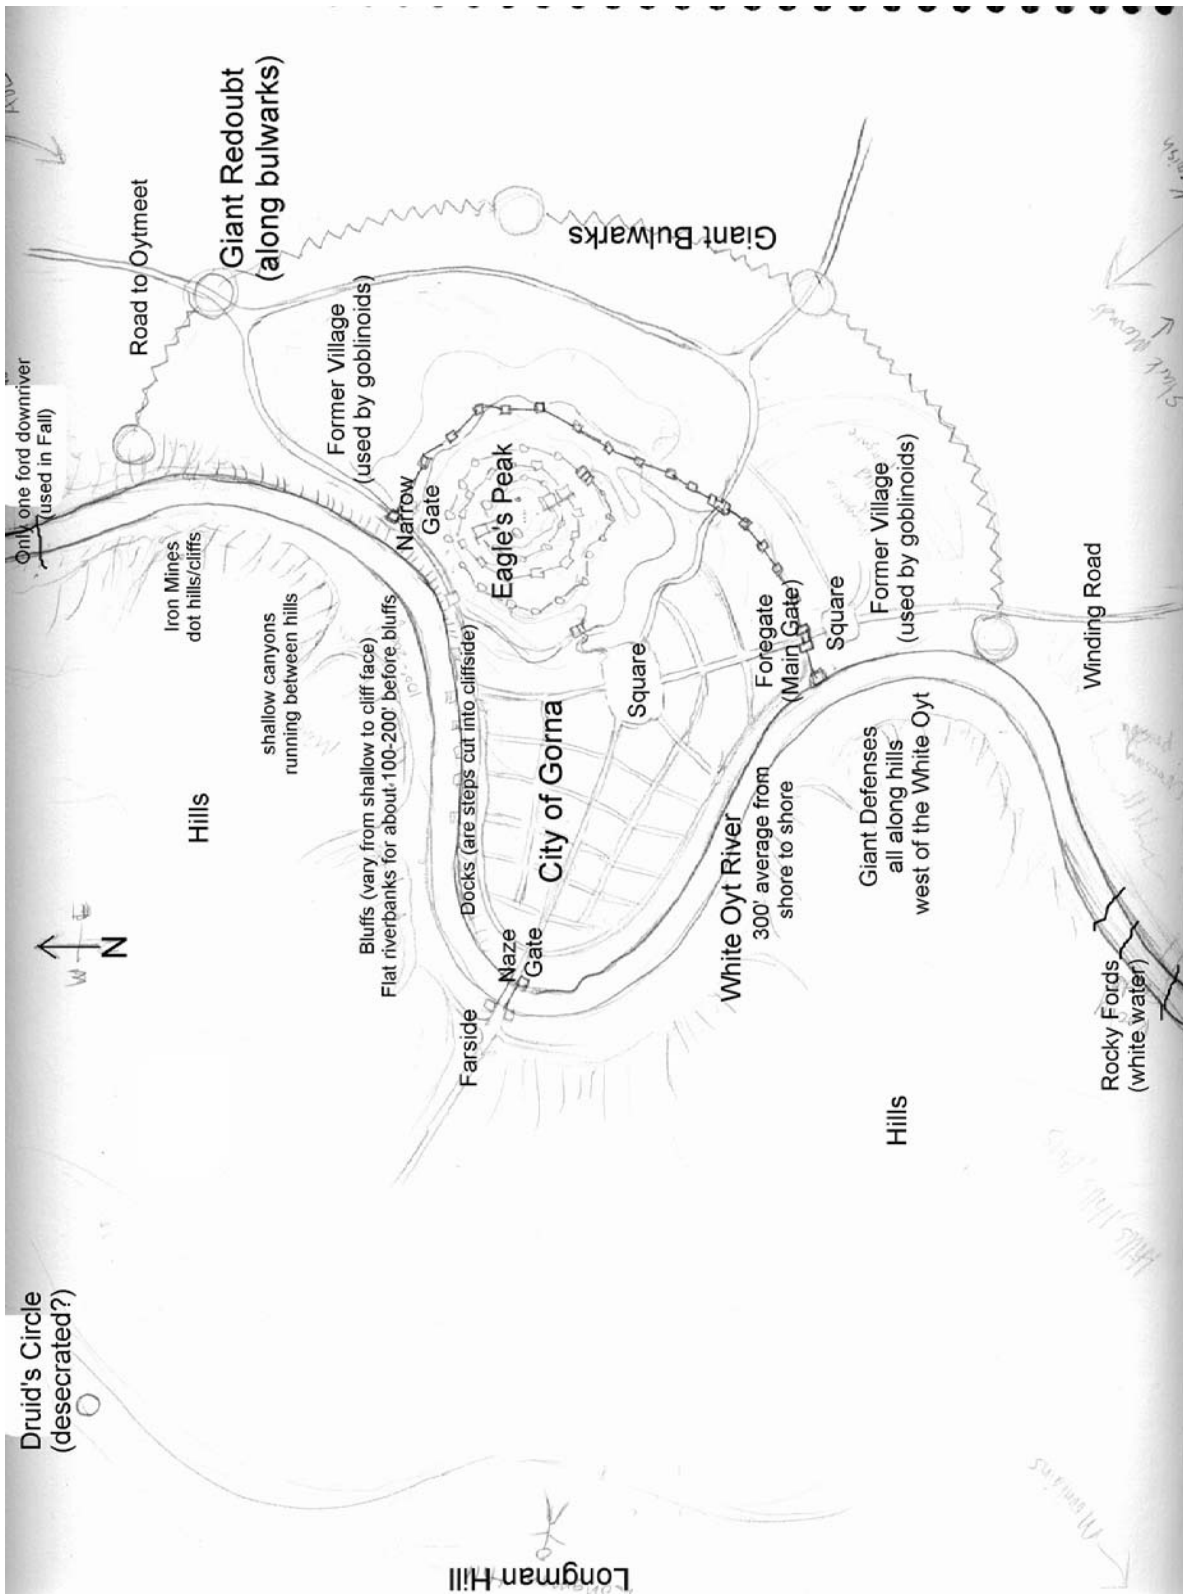 Druid's Circle
(desecrated?)
Only one ford downriver
(used in Fall)
Road to Oytmeet
Giant Redoubt
(along bulwarks)
N
W
E
Hills
Iron Mines
dot hills/cliffs
shallow canyons
running between hills
Former Village
(used by goblinoids)
Bluffs (vary from shallow to cliff face)
Flat riverbanks for about 100-200' before bluffs
Narrow
Gate
Farside
Docks (are steps cut into cliffside)
Eagle's Peak
Naze
Gate
City of Gorna
Giant Bulwarks
Longman Hill
Square
White Oyt River
300' average from
shore to shore
Foregate
(Main Gate)
Square
Giant Defenses
all along hills
west of the White Oyt
Former Village
(used by goblinoids)
Hills
Winding Road
Rocky Fords
(white water)
Mountains